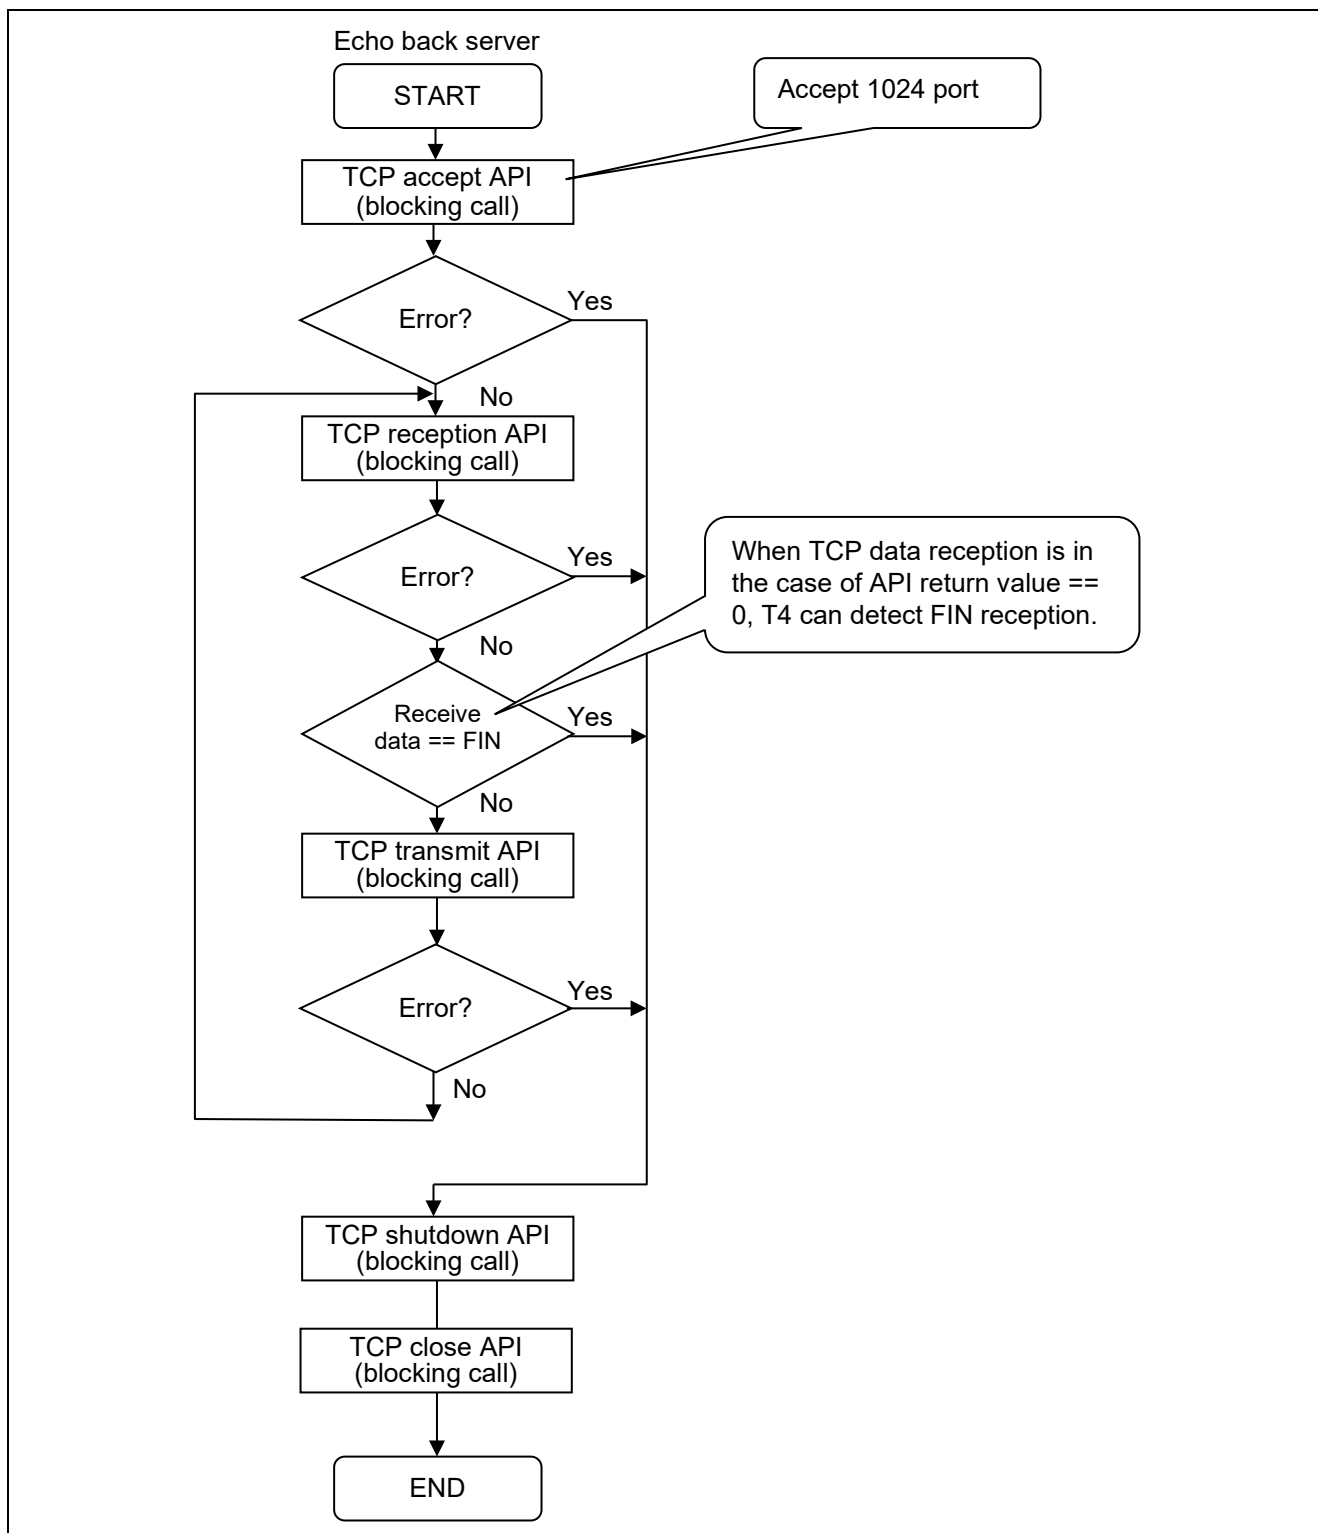 Echo back server
START
Accept 1024 port
TCP accept API
(blocking call)
Error?
Yes
No
TCP reception API
(blocking call)
Error?
Yes
No
When TCP data reception is in
the case of API return value ==
0, T4 can detect FIN reception.
Receive
data == FIN
Yes
No
TCP transmit API
(blocking call)
Error?
Yes
No
TCP shutdown API
(blocking call)
TCP close API
(blocking call)
END